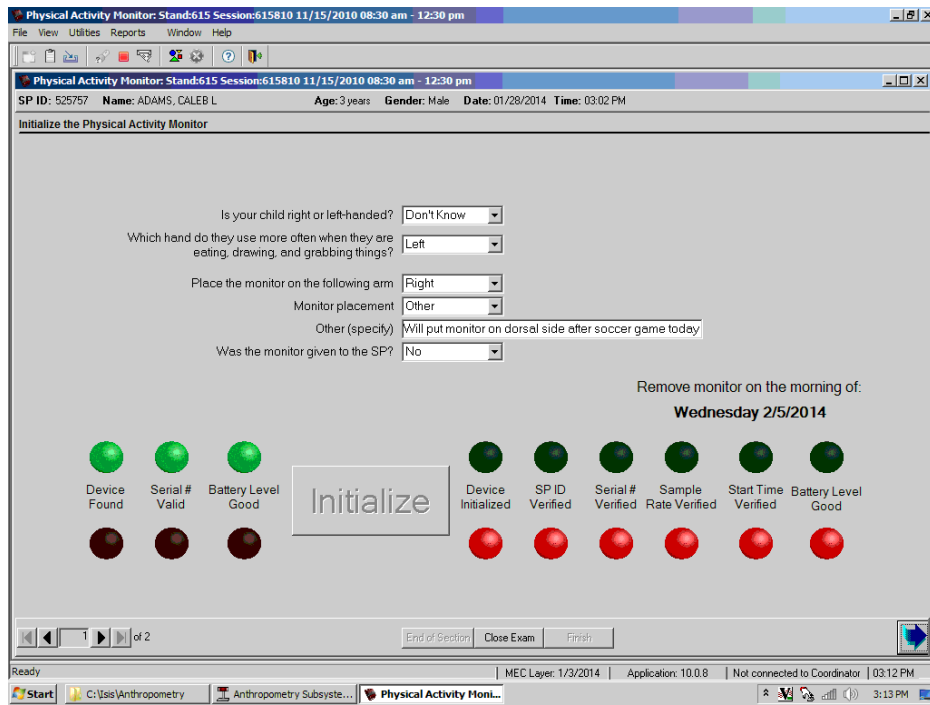 Physical Activity Monitor: Stand:615 Session:615810 11/15/2010 08:30 am - 12:30 pm
File View Utilities Reports Window Help
Physical Activity Monitor: Stand:615 Session:615810 11/15/2010 08:30 am - 12:30 pm
SP ID: 525757 Name: ADAMS, CALEB L Age: 3 years Gender: Male Date: 01/28/2014 Time: 03:02 PM
Initialize the Physical Activity Monitor
Is your child right or left-handed? Don't Know
Which hand do they use more often when they are
eating, drawing, and grabbing things? Left
Place the monitor on the following arm Right
Monitor placement Other
Other (specify) Will put monitor on dorsal side after soccer game today
Was the monitor given to the SP? No
Remove monitor on the morning of:
Wednesday 2/5/2014
Device Found
Serial # Valid
Battery Level Good
Initialize
Device Initialized
SP ID Verified
Serial # Verified
Sample Rate Verified
Start Time Verified
Battery Level Good
1 of 2
End of Section Close Exam Finish
Ready MEC Layer: 1/3/2014 Application: 10.0.8 Not connected to Coordinator 03:12 PM
Start C:\Isis\Anthropometry Anthropometry Subsyste... Physical Activity Moni... 3:13 PM